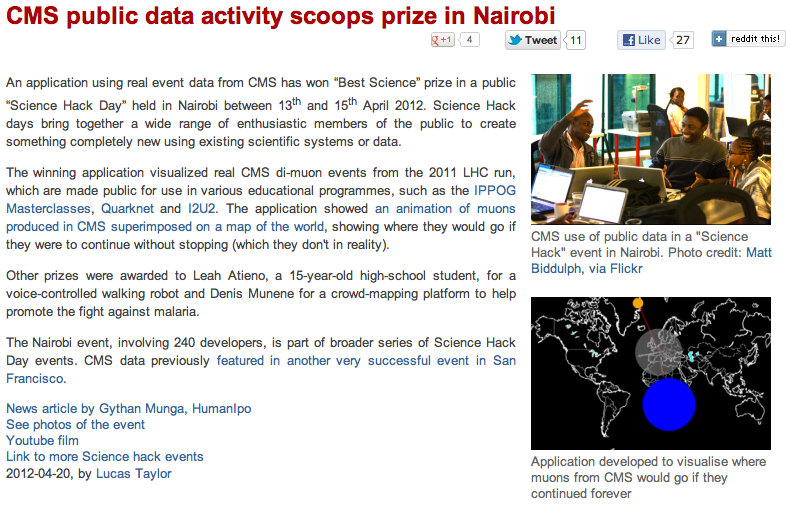 CMS public data activity scoops prize in Nairobi
+1 4 Tweet 11 Like 27 reddit this!
An application using real event data from CMS has won “Best Science” prize in a public
“Science Hack Day” held in Nairobi between 13th and 15th April 2012. Science Hack
days bring together a wide range of enthusiastic members of the public to create
something completely new using existing scientific systems or data.
The winning application visualized real CMS di-muon events from the 2011 LHC run,
which are made public for use in various educational programmes, such as the IPPOG
Masterclasses, Quarknet and I2U2. The application showed an animation of muons
produced in CMS superimposed on a map of the world, showing where they would go if
they were to continue without stopping (which they don't in reality).
Other prizes were awarded to Leah Atieno, a 15-year-old high-school student, for a
voice-controlled walking robot and Denis Munene for a crowd-mapping platform to help
promote the fight against malaria.
The Nairobi event, involving 240 developers, is part of broader series of Science Hack
Day events. CMS data previously featured in another very successful event in San
Francisco.
News article by Gythan Munga, HumanIpo
See photos of the event
Youtube film
Link to more Science hack events
2012-04-20, by Lucas Taylor
CMS use of public data in a "Science
Hack" event in Nairobi. Photo credit: Matt
Biddulph, via Flickr
Application developed to visualise where
muons from CMS would go if they
continued forever